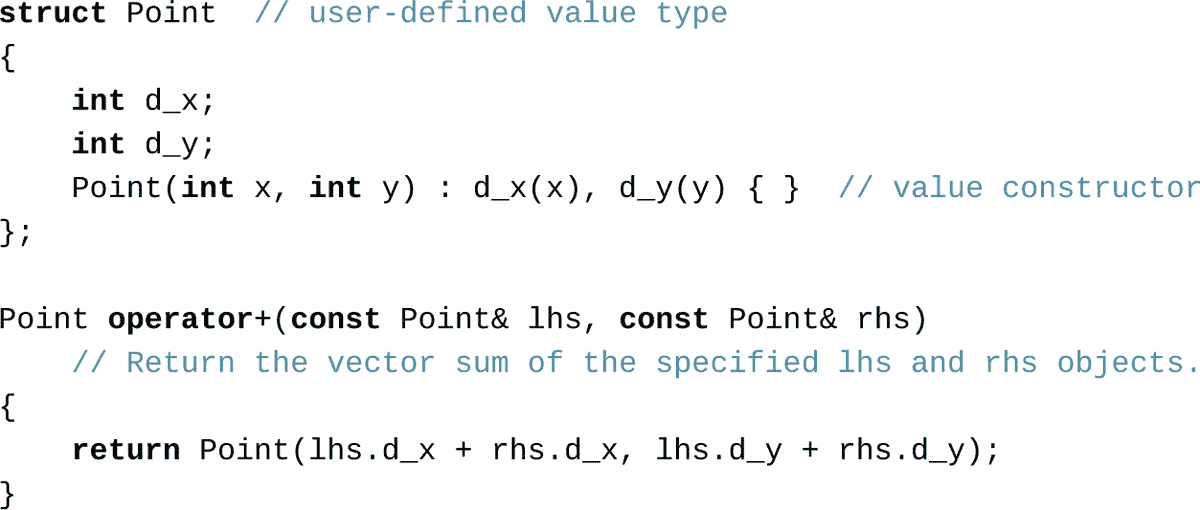 struct Point  // user-defined value type
{
    int d_x;
    int d_y;
    Point(int x, int y) : d_x(x), d_y(y) { }  // value constructor
};

Point operator+(const Point& lhs, const Point& rhs)
    // Return the vector sum of the specified lhs and rhs objects.
{
    return Point(lhs.d_x + rhs.d_x, lhs.d_y + rhs.d_y);
}